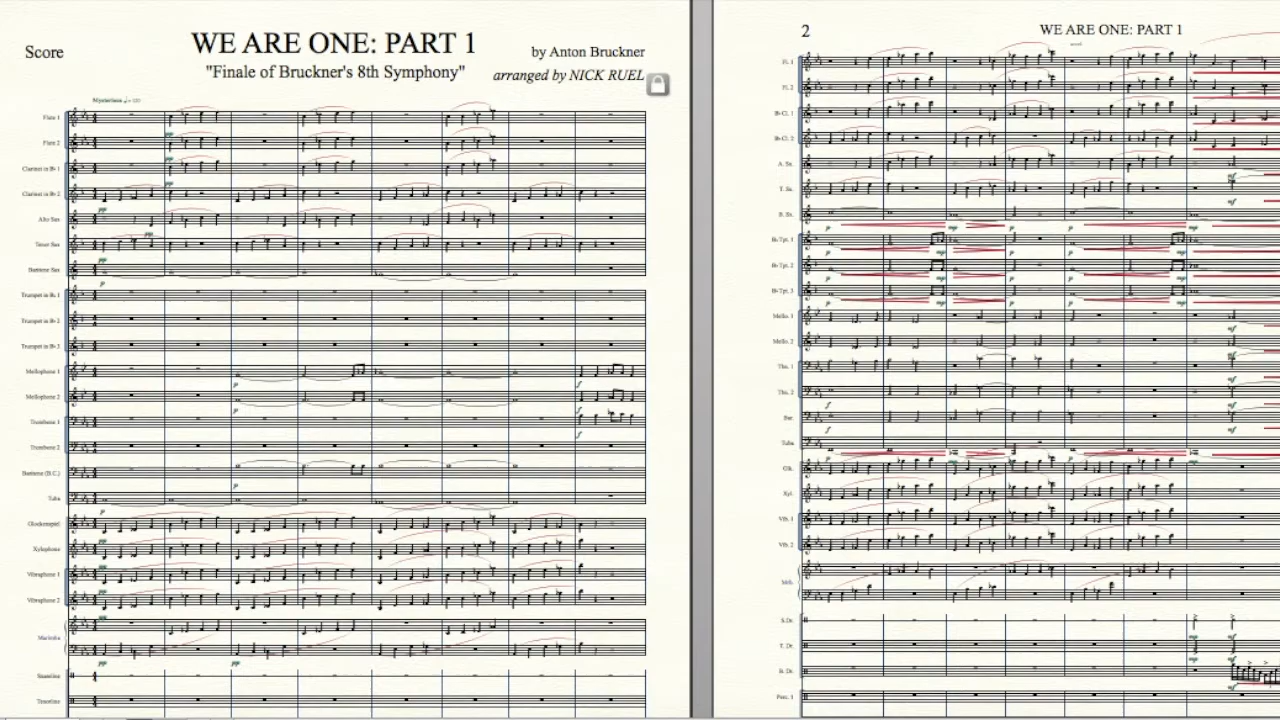 Score
WE ARE ONE: PART 1
"Finale of Bruckner's 8th Symphony"
by Anton Bruckner
arranged by NICK RUEL
Flute 1
Flute 2
Clarinet in B♭ 1
Clarinet in B♭ 2
Alto Sax
Tenor Sax
Baritone Sax
Trumpet in B♭ 1
Trumpet in B♭ 2
Trumpet in B♭ 3
Mellophone 1
Mellophone 2
Trombone 1
Trombone 2
Baritone (B.C.)
Tuba
Glockenspiel
Xylophone
Vibraphone 1
Vibraphone 2
Marimba
Snareline
Tenorline
2
WE ARE ONE: PART 1
Fl. 1
Fl. 2
B♭ Cl. 1
B♭ Cl. 2
A. Sx.
T. Sx.
B. Sx.
B♭ Tpt. 1
B♭ Tpt. 2
B♭ Tpt. 3
Mello. 1
Mello. 2
Tbn. 1
Tbn. 2
Bar.
Tuba
Glk.
Xyl.
Vib. 1
Vib. 2
Mrb.
S.Dr.
T. Dr.
B. Dr.
Perc. 1